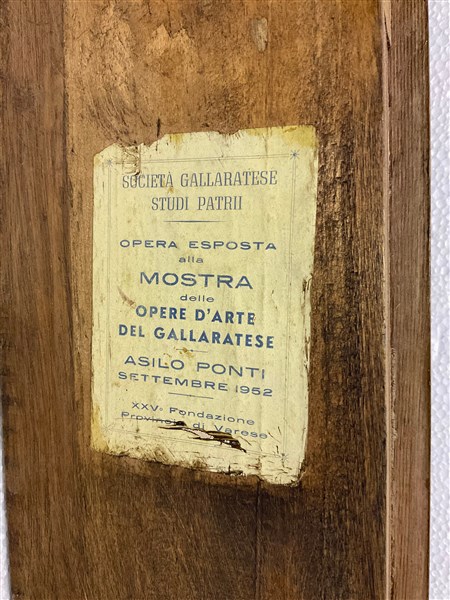 SOCIETÀ GALLARATESE
STUDI PATRII
OPERA ESPOSTA
alla
MOSTRA
delle
OPERE D'ARTE
DEL GALLARATESE
ASILO PONTI
SETTEMBRE 1952
XXVª Fondazione
Provincia di Varese